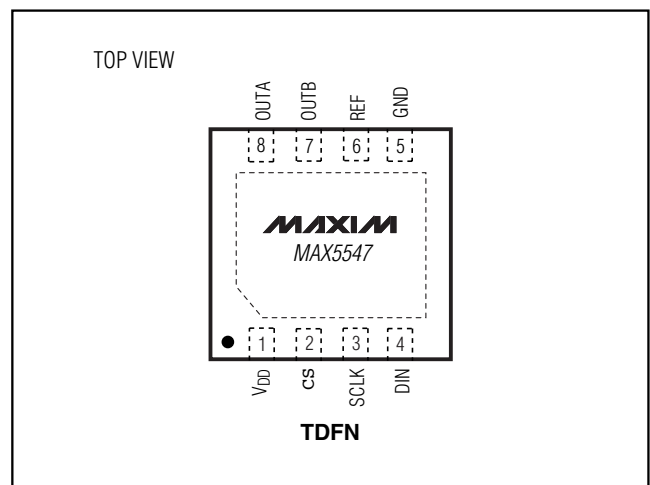 TOP VIEW
OUTA
OUTB
REF
GND
8 7 6 5
MAXIM
MAX5547
1 2 3 4
VDD
CS
SCLK
DIN
TDFN